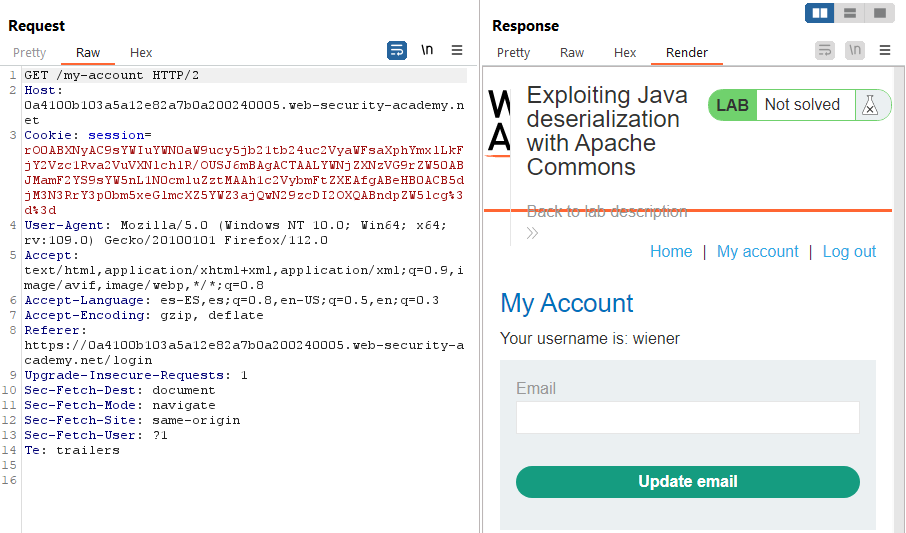 Request
Pretty Raw Hex \n
1 GET /my-account HTTP/2
2 Host:
0a4100b103a5a12e82a7b0a200240005.web-security-academy.n
et
3 Cookie: session=
4 User-Agent: Mozilla/5.0 (Windows NT 10.0; Win64; x64;
rv:109.0) Gecko/20100101 Firefox/112.0
5 Accept:
text/html,application/xhtml+xml,application/xml;q=0.9,i
mage/avif,image/webp,*/*;q=0.8
6 Accept-Language: es-ES,es;q=0.8,en-US;q=0.5,en;q=0.3
7 Accept-Encoding: gzip, deflate
8 Referer:
https://0a4100b103a5a12e82a7b0a200240005.web-security-a
cademy.net/login
9 Upgrade-Insecure-Requests: 1
10 Sec-Fetch-Dest: document
11 Sec-Fetch-Mode: navigate
12 Sec-Fetch-Site: same-origin
13 Sec-Fetch-User: ?1
14 Te: trailers
15
16
Response
Pretty Raw Hex Render \n
W
A
Exploiting Java
deserialization
with Apache
Commons
LAB Not solved
Back to lab description
Home | My account | Log out
My Account
Your username is: wiener
Email
Update email